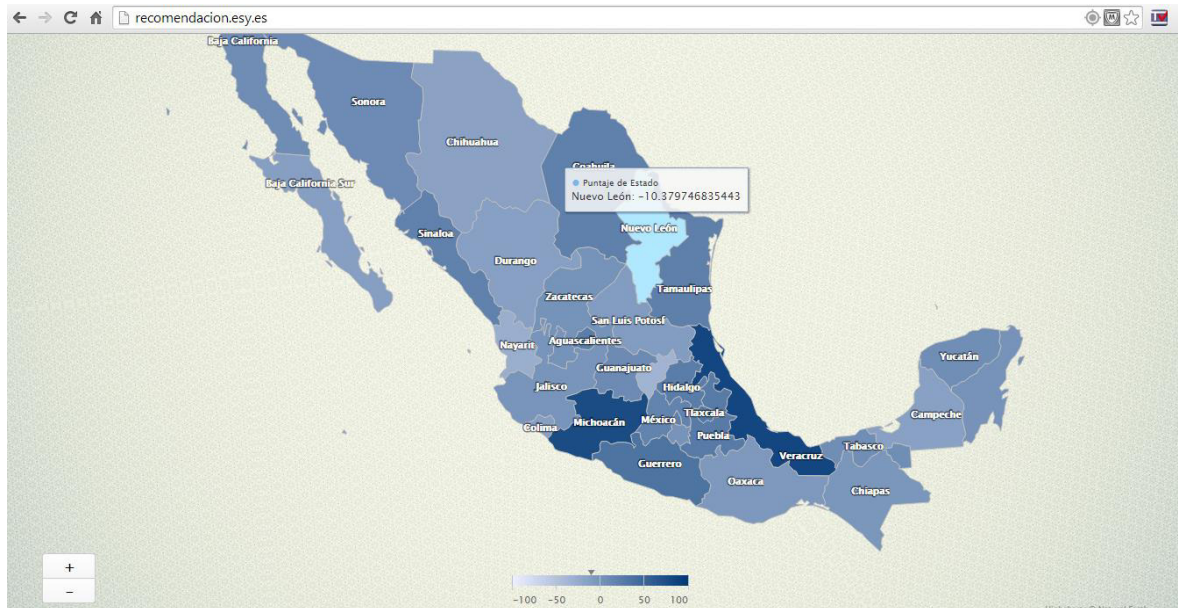 recomendacion.esy.es
Baja California
Sonora
Chihuahua
Coahuila
Puntaje de Estado
Nuevo León: -10.379746835443
Baja California Sur
Nuevo León
Sinaloa
Durango
Tamaulipas
Zacatecas
San Luis Potosí
Nayarit
Aguascalientes
Yucatán
Guanajuato
Jalisco
Hidalgo
Campeche
Tlaxcala
Colima
Michoacán
México
Puebla
Tabasco
Veracruz
Guerrero
Oaxaca
Chiapas
+
-
-100 -50 0 50 100